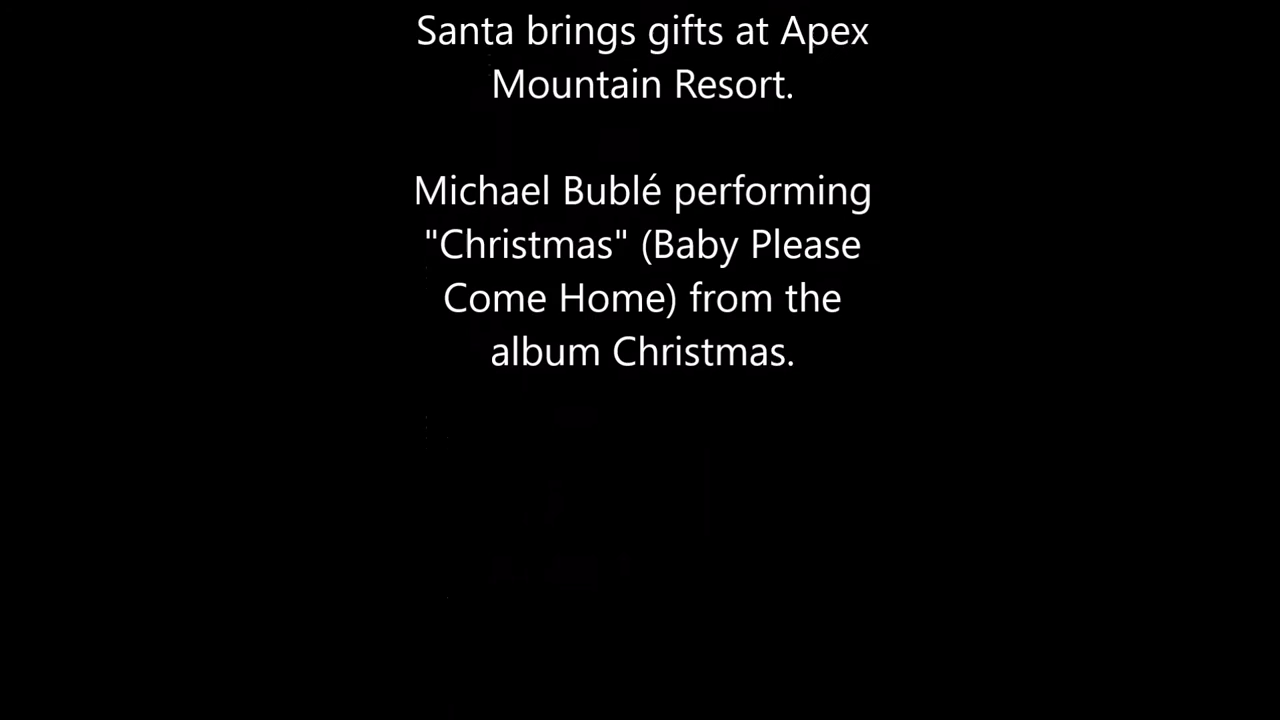 Santa brings gifts at Apex
Mountain Resort.
Michael Bublé performing
"Christmas" (Baby Please
Come Home) from the
album Christmas.